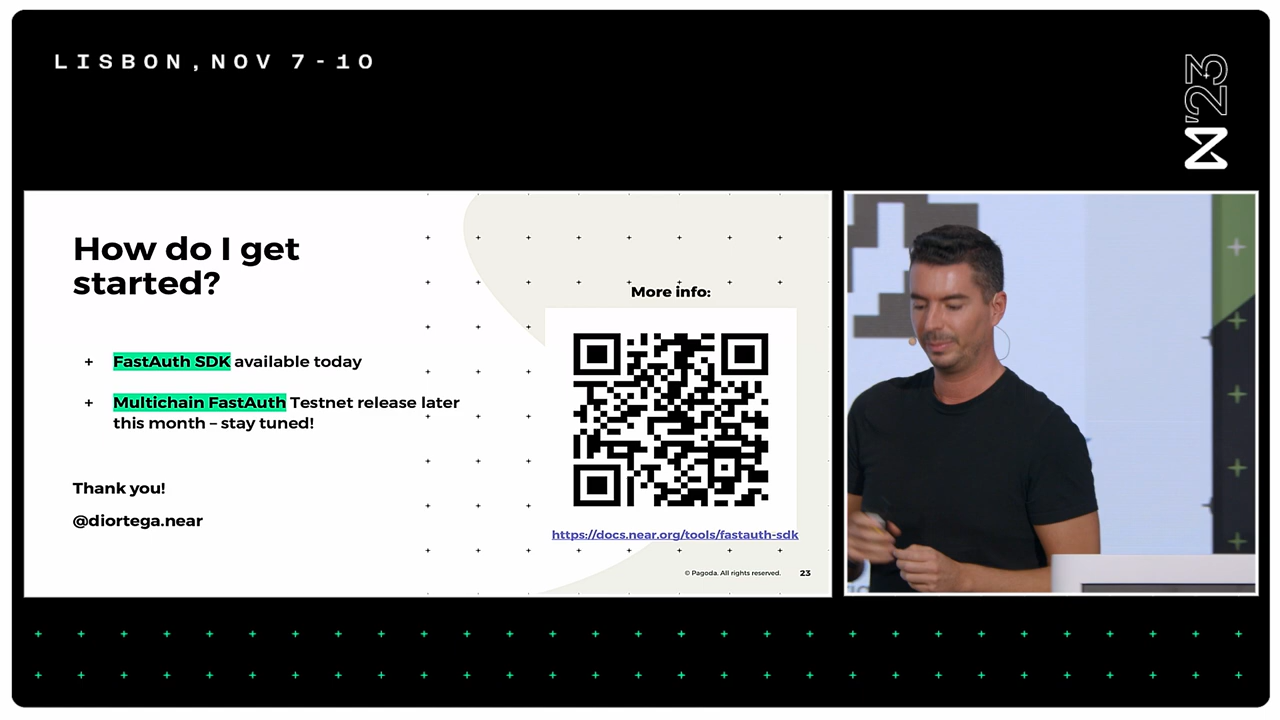 LISBON, NOV 7-10
'23
How do I get
started?
More info:
+ FastAuth SDK available today
+ Multichain FastAuth Testnet release later
this month – stay tuned!
Thank you!
@diortega.near
https://docs.near.org/tools/fastauth-sdk
© Pagoda. All rights reserved. 23